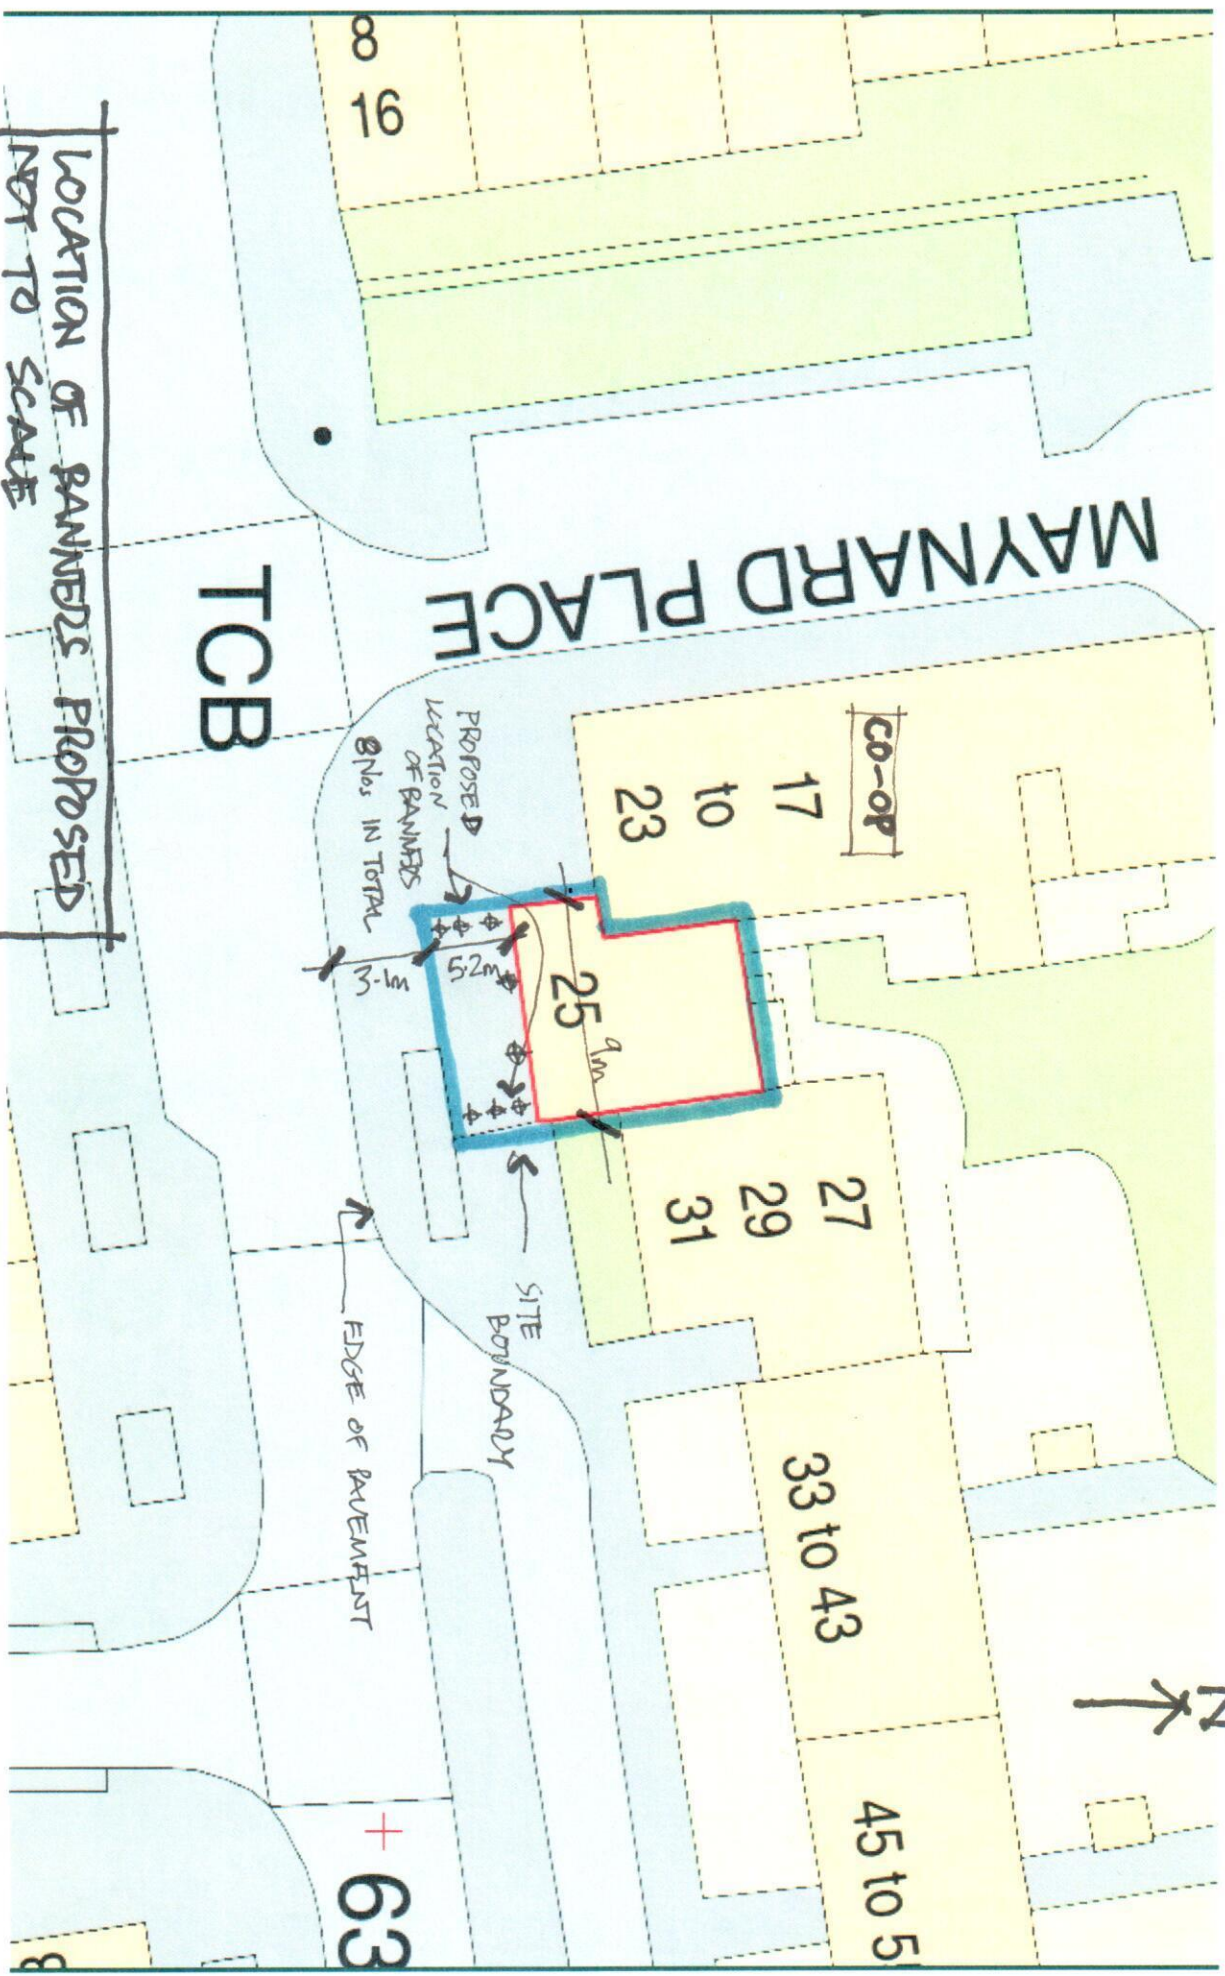 8
16
MAYNARD PLACE
TCB
CO-OP
17
to
23
25
27
29
31
33 to 43
45 to 5
63
N
PROPOSED
LOCATION
OF BANNERS
8 Nos IN TOTAL
3.1m
5.2m
9m
SITE
BOUNDARY
EDGE OF PAVEMENT
LOCATION OF BANNERS PROPOSED
NOT TO SCALE